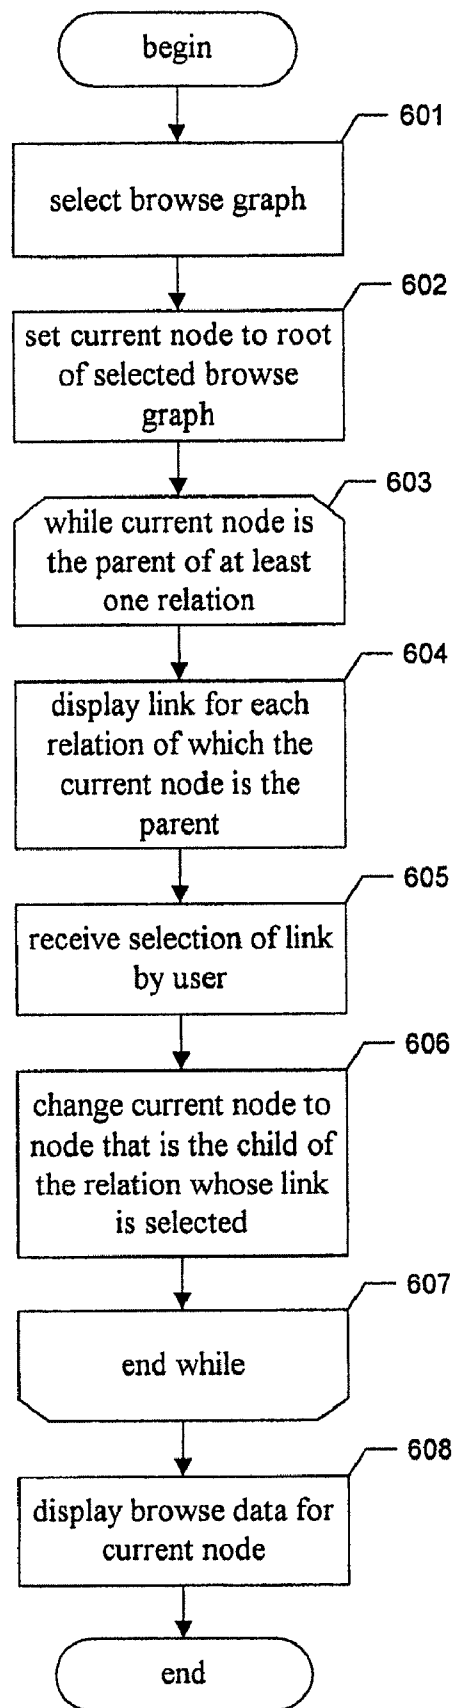 begin
601
select browse graph
602
set current node to root
of selected browse
graph
603
while current node is
the parent of at least
one relation
604
display link for each
relation of which the
current node is the
parent
605
receive selection of link
by user
606
change current node to
node that is the child of
the relation whose link
is selected
607
end while
608
display browse data for
current node
end